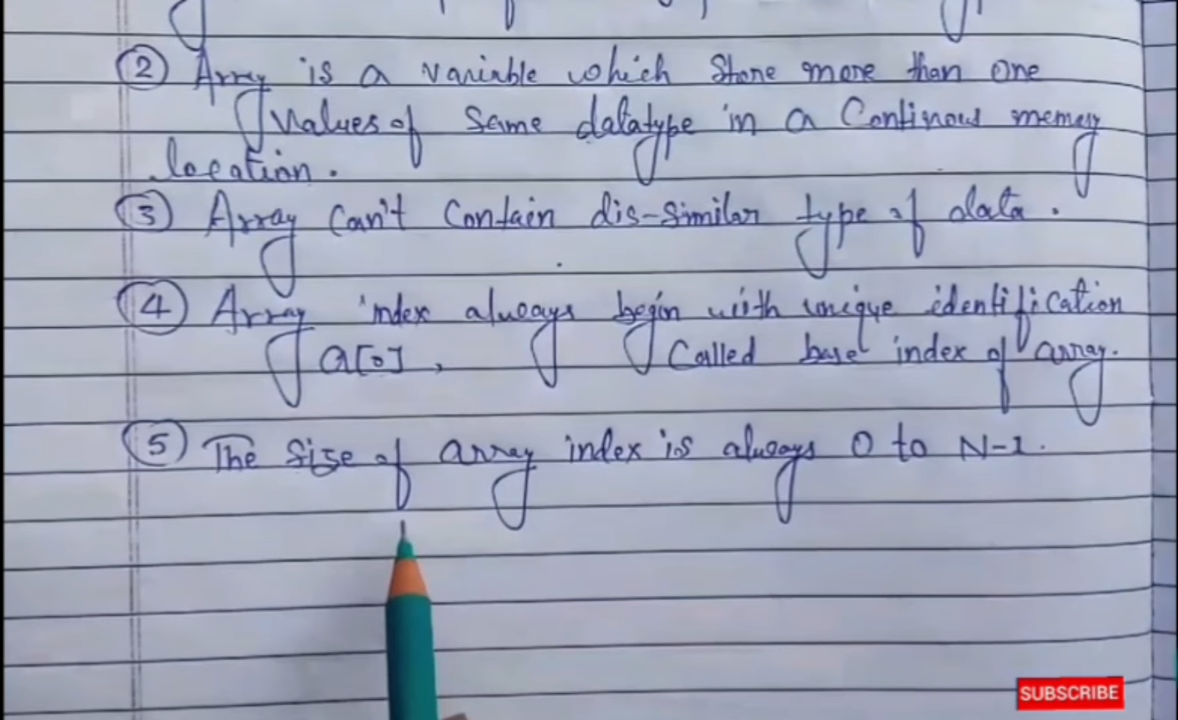 ② Array is a variable which store more than one
values of same datatype in a Continous memory
location.
③ Array can't contain dis-similar type of data.
④ Array index always begin with unique identification
a[0], Called base index of array.
⑤ The size of array index is always 0 to N-1.
SUBSCRIBE